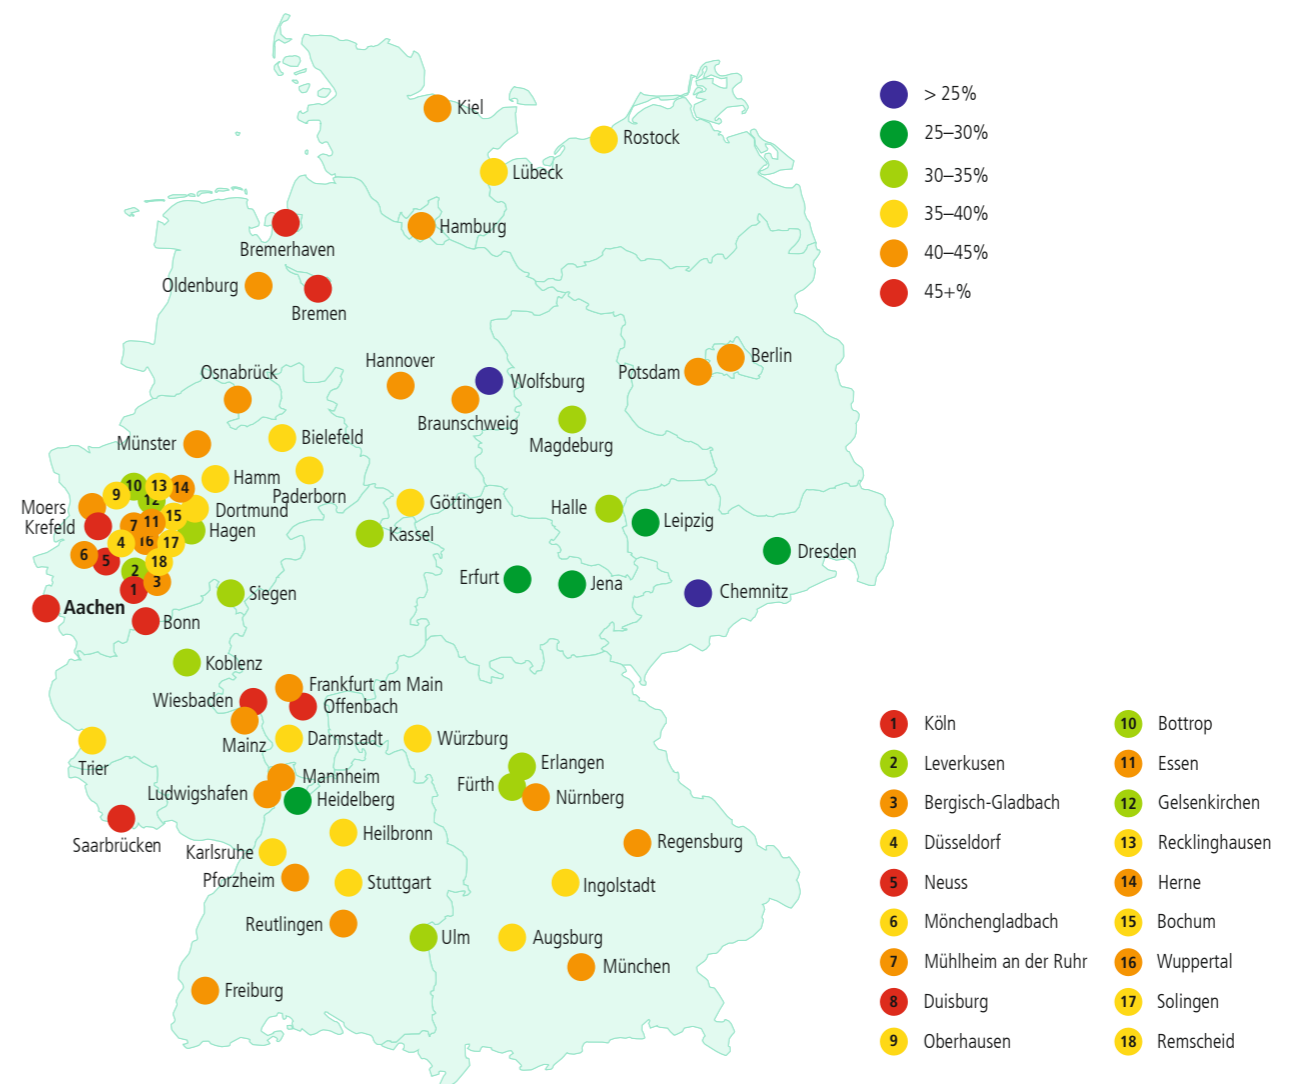 Kiel
Rostock
Lübeck
Hamburg
Bremerhaven
Oldenburg
Bremen
Hannover
Osnabrück
Wolfsburg
Braunschweig
Potsdam
Berlin
Magdeburg
Münster
Bielefeld
Hamm
Paderborn
Dortmund
Hagen
Moers
Krefeld
Göttingen
Kassel
Halle
Leipzig
Dresden
Erfurt
Jena
Chemnitz
10
13
14
9
12
15
7
11
4
16
17
6
5
18
2
3
1
Aachen
Bonn
Siegen
Koblenz
Frankfurt am Main
Wiesbaden
Offenbach
Mainz
Darmstadt
Würzburg
Trier
Erlangen
Fürth
Nürnberg
Mannheim
Ludwigshafen
Heidelberg
Saarbrücken
Heilbronn
Karlsruhe
Pforzheim
Stuttgart
Regensburg
Ingolstadt
Reutlingen
Ulm
Augsburg
München
Freiburg
> 25%
25–30%
30–35%
35–40%
40–45%
45+%
1 Köln
2 Leverkusen
3 Bergisch-Gladbach
4 Düsseldorf
5 Neuss
6 Mönchengladbach
7 Mühlheim an der Ruhr
8 Duisburg
9 Oberhausen
10 Bottrop
11 Essen
12 Gelsenkirchen
13 Recklinghausen
14 Herne
15 Bochum
16 Wuppertal
17 Solingen
18 Remscheid